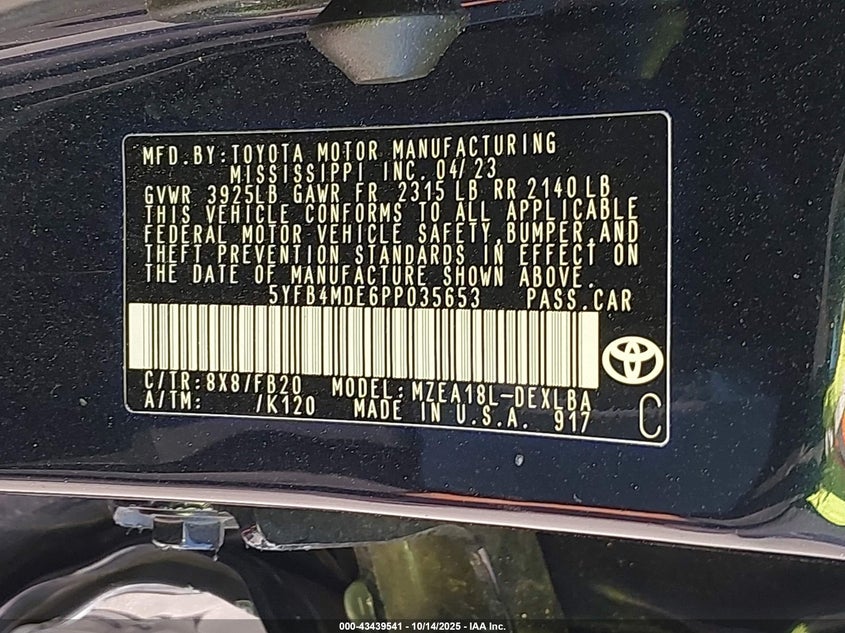 MFD.BY:TOYOTA MOTOR MANUFACTURING
MISSISSIPPI INC. 04/23
GVWR 3925LB GAWR FR 2315 LB RR 2140 LB
THIS VEHICLE CONFORMS TO ALL APPLICABLE
FEDERAL MOTOR VEHICLE SAFETY,BUMPER,AND
THEFT PREVENTION STANDARDS IN EFFECT ON
THE DATE OF MANUFACTURE SHOWN ABOVE.
5YFB4MDE6PP035653 PASS.CAR
C/TR:8X8/FB20 MODEL:MZEA18L-DEXLBA
A/TM: /K120 MADE IN U.S.A. 917 C
000-43439541 - 10/14/2025 - IAA Inc.